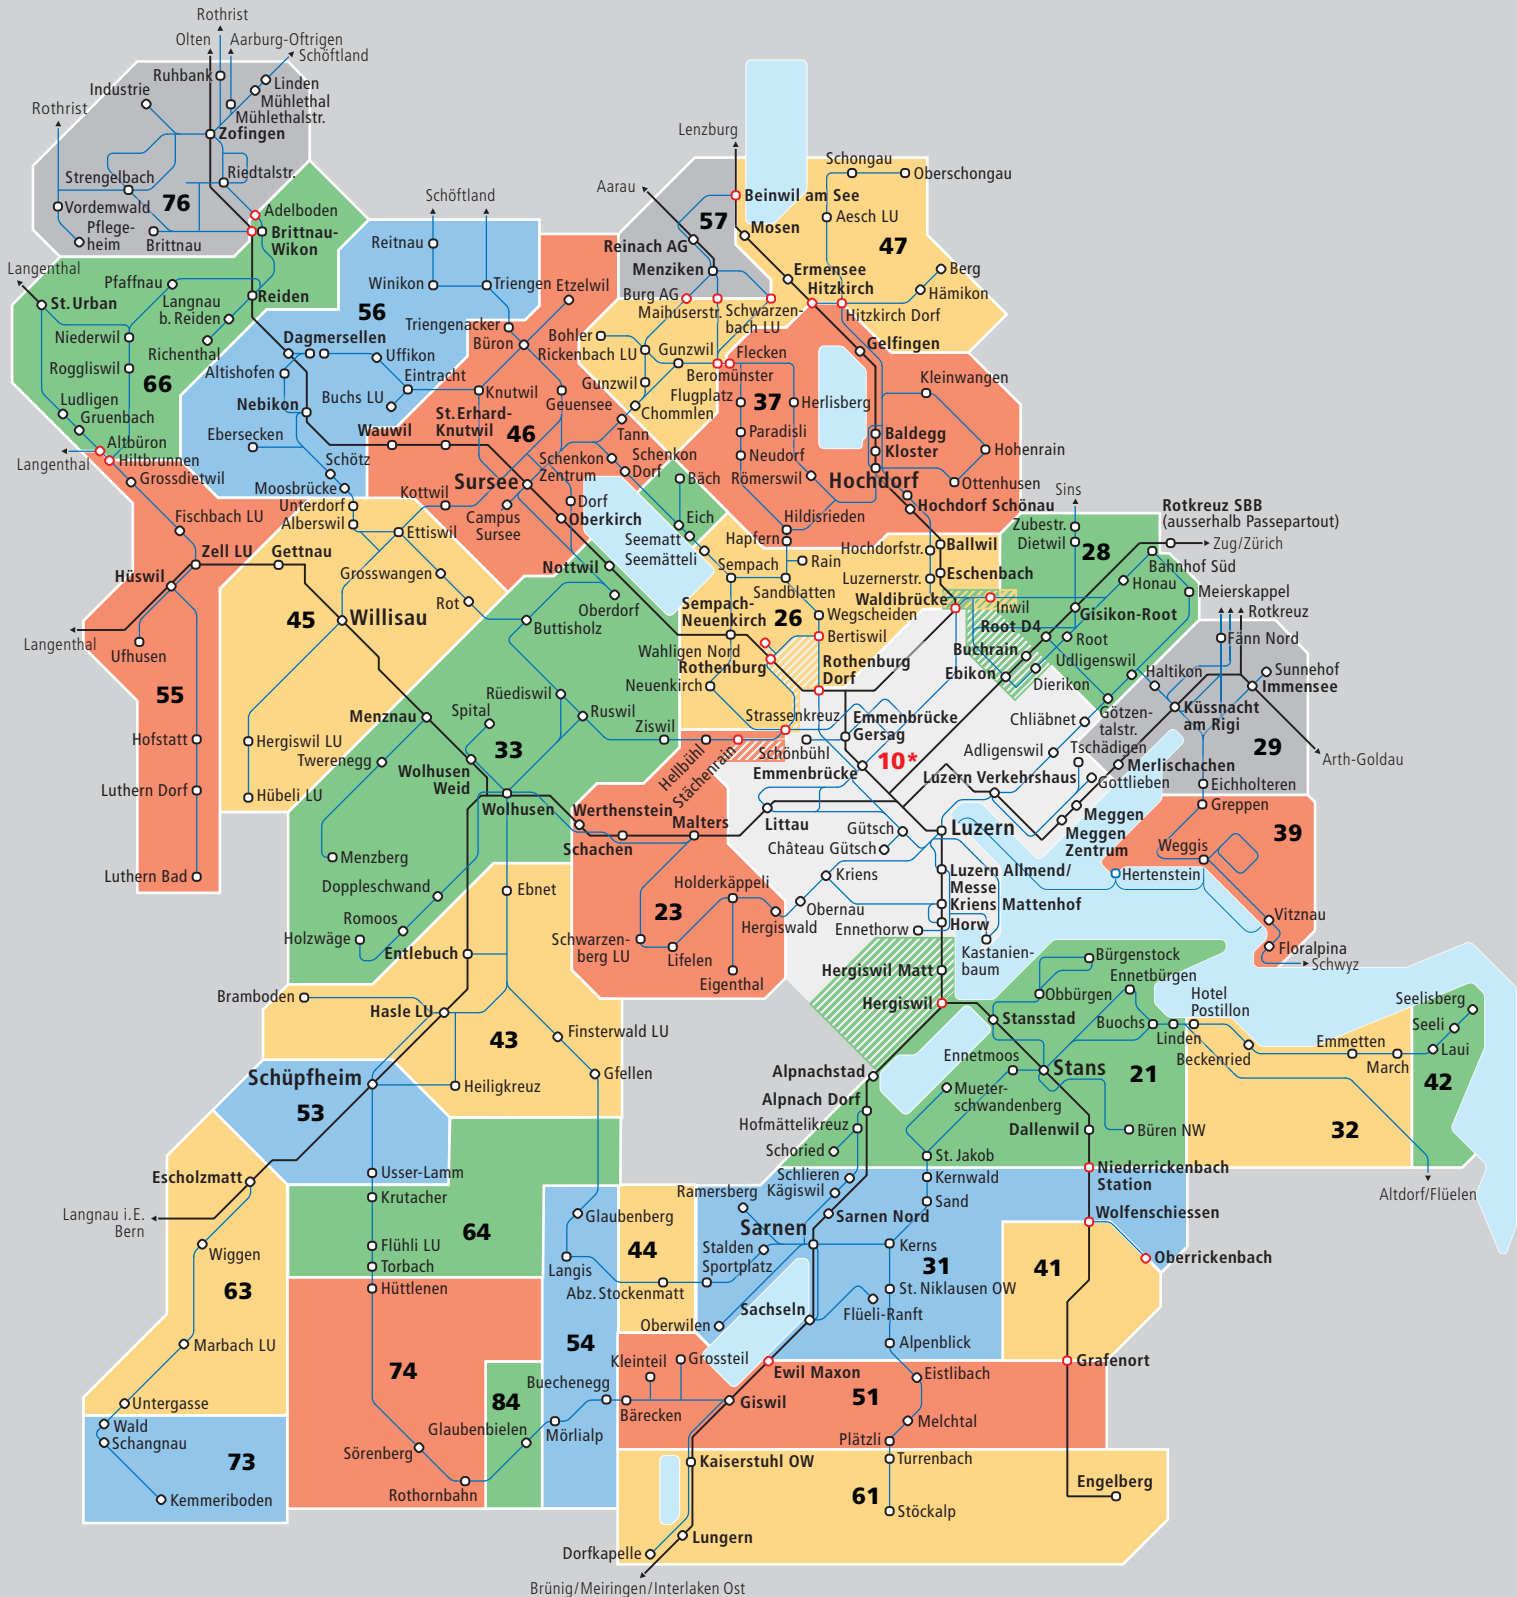 Rothrist
Olten
Aarburg-Oftrigen
Schöftland
Ruhbank
Linden
Industrie
Mühlethal
Mühlethalstr.
Rothrist
Zofingen
Strengelbach
Riedtalstr.
76
Vordemwald
Pflege-
heim
Brittnau
Adelboden
Brittnau-
Wikon
Langenthal
Pfaffnau
St.Urban
Langnau
b. Reiden
Reiden
Niederwil
Richenthal
Roggliswil
66
Ludligen
Gruenbach
Altbüron
Hiltbrunnen
Langenthal
Grossdietwil
Schöftland
Reitnau
Winikon
Triengen
56
Dagmersellen
Uffikon
Altishofen
Eintracht
Buchs LU
Nebikon
Ebersecken
Wauwil
Schötz
Moosbrücke
Etzelwil
Triengenacker
Büron
Knutwil
Geuensee
St.Erhard-
Knutwil
46
Sursee
Schenkon
Zentrum
Tann
Schenkon
Dorf
Kottwil
Campus
Sursee
Dorf
Oberkirch
Nottwil
Lenzburg
Aarau
Beinwil am See
57
Mosen
Reinach AG
Menziken
Burg AG
Maihuserstr.
Schwarzen-
bach LU
Bohler
Rickenbach LU
Gunzwil
Gunzwil
Chommlen
Flecken
Beromünster
Schongau
Oberschongau
Aesch LU
47
Ermensee
Berg
Hitzkirch
Hämikon
Hitzkirch Dorf
Gelfingen
Kleinwangen
Flugplatz
37
Herlisberg
Paradisli
Neudorf
Römerswil
Baldegg
Kloster
Hohenrain
Hochdorf
Ottenhusen
Hochdorf Schönau
Hildisrieden
Bäch
Eich
Seematt
Seemätteli
Hapfern
Rain
Sempach
Sandblatten
Hochdorfstr.
Ballwil
Luzernerstr.
Eschenbach
Waldibrücke
Inwil
Sempach-
Neuenkirch
26
Wegscheiden
Bertiswil
Wahligen Nord
Rothenburg
Rothenburg
Dorf
Neuenkirch
Sins
Zubestr.
Dietwil
28
Rotkreuz SBB
(ausserhalb Passepartout)
Zug/Zürich
Bahnhof Süd
Honau
Meierskappel
Gisikon-Root
Rotkreuz
Root D4
Root
Fänn Nord
Buchrain
Udligenswil
Ebikon
Dierikon
Haltikon
Sunnehof
Immensee
Götzen-
talstr.
Küssnacht
am Rigi
29
Arth-Goldau
Eichholteren
Greppen
39
Weggis
Hertenstein
Vitznau
Floralpina
Schwyz
Unterdorf
Alberswil
Fischbach LU
Ettiswil
Zell LU
Gettnau
Hüswil
Grosswangen
Rot
45
Willisau
Langenthal
Ufhusen
55
Hofstatt
Luthern Dorf
Luthern Bad
Hergiswil LU
Hübeli LU
Oberdorf
Buttisholz
Rüediswil
Ruswil
Ziswil
Menznau
Spital
33
Twerenegg
Wolhusen
Weid
Wolhusen
Menzberg
Doppleschwand
Romoos
Holzwäge
Hellbühl
Stächenrain
Strassenkreuz
Schönbühl
Emmenbrücke
Gersag
10*
Emmenbrücke
Chliäbnet
Adligenswil
Tschädigen
Merlischachen
Gottlieben
Luzern Verkehrshaus
Meggen
Meggen
Zentrum
Werthenstein
Schachen
Malters
Littau
Gütsch
Luzern
Château Gütsch
Luzern Allmend/
Messe
Kriens
Kriens Mattenhof
Obernau
Horw
Ennethorw
Kastanien-
baum
Holderkäppeli
23
Hergiswald
Schwarzen-
berg LU
Lifelen
Eigenthal
Ebnet
Entlebuch
Bramboden
Hasle LU
43
Finsterwald LU
Gfellen
Heiligkreuz
Schüpfheim
53
Usser-Lamm
Krutacher
Escholzmatt
Langnau i.E.
Bern
64
Flühli LU
Torbach
Hüttlenen
Wiggen
63
Marbach LU
Untergasse
Wald
Schangnau
73
Kemmeriboden
74
Sörenberg
Rothornbahn
84
Glaubenbielen
Mörlialp
Buechenegg
54
Glaubenberg
Langis
44
Abz. Stockenmatt
Hergiswil Matt
Hergiswil
Bürgenstock
Ennetbürgen
Obbürgen
Stansstad
Buochs
Linden
Hotel
Postillon
Beckenried
Emmetten
March
Seelisberg
Seeli
Laui
42
32
Altdorf/Flüelen
Ennetmoos
Stans
21
Mueter-
schwandenberg
Alpnachstad
Alpnach Dorf
Hofmättelikreuz
Schoried
Dallenwil
Büren NW
St. Jakob
Kernwald
Sand
Niederrickenbach
Station
Wolfenschiessen
Oberrickenbach
Schlieren
Kägiswil
Ramersberg
Sarnen
Sarnen Nord
Stalden
Sportplatz
Kerns
31
St. Niklausen OW
Flüeli-Ranft
Sachseln
Oberwilen
Alpenblick
41
Grafenort
Kleinteil
Grossteil
Ewil Maxon
Eistlibach
51
Bärecken
Giswil
Melchtal
Plätzli
Turrenbach
Kaiserstuhl OW
61
Stöckalp
Engelberg
Lungern
Dorfkapelle
Brünig/Meiringen/Interlaken Ost